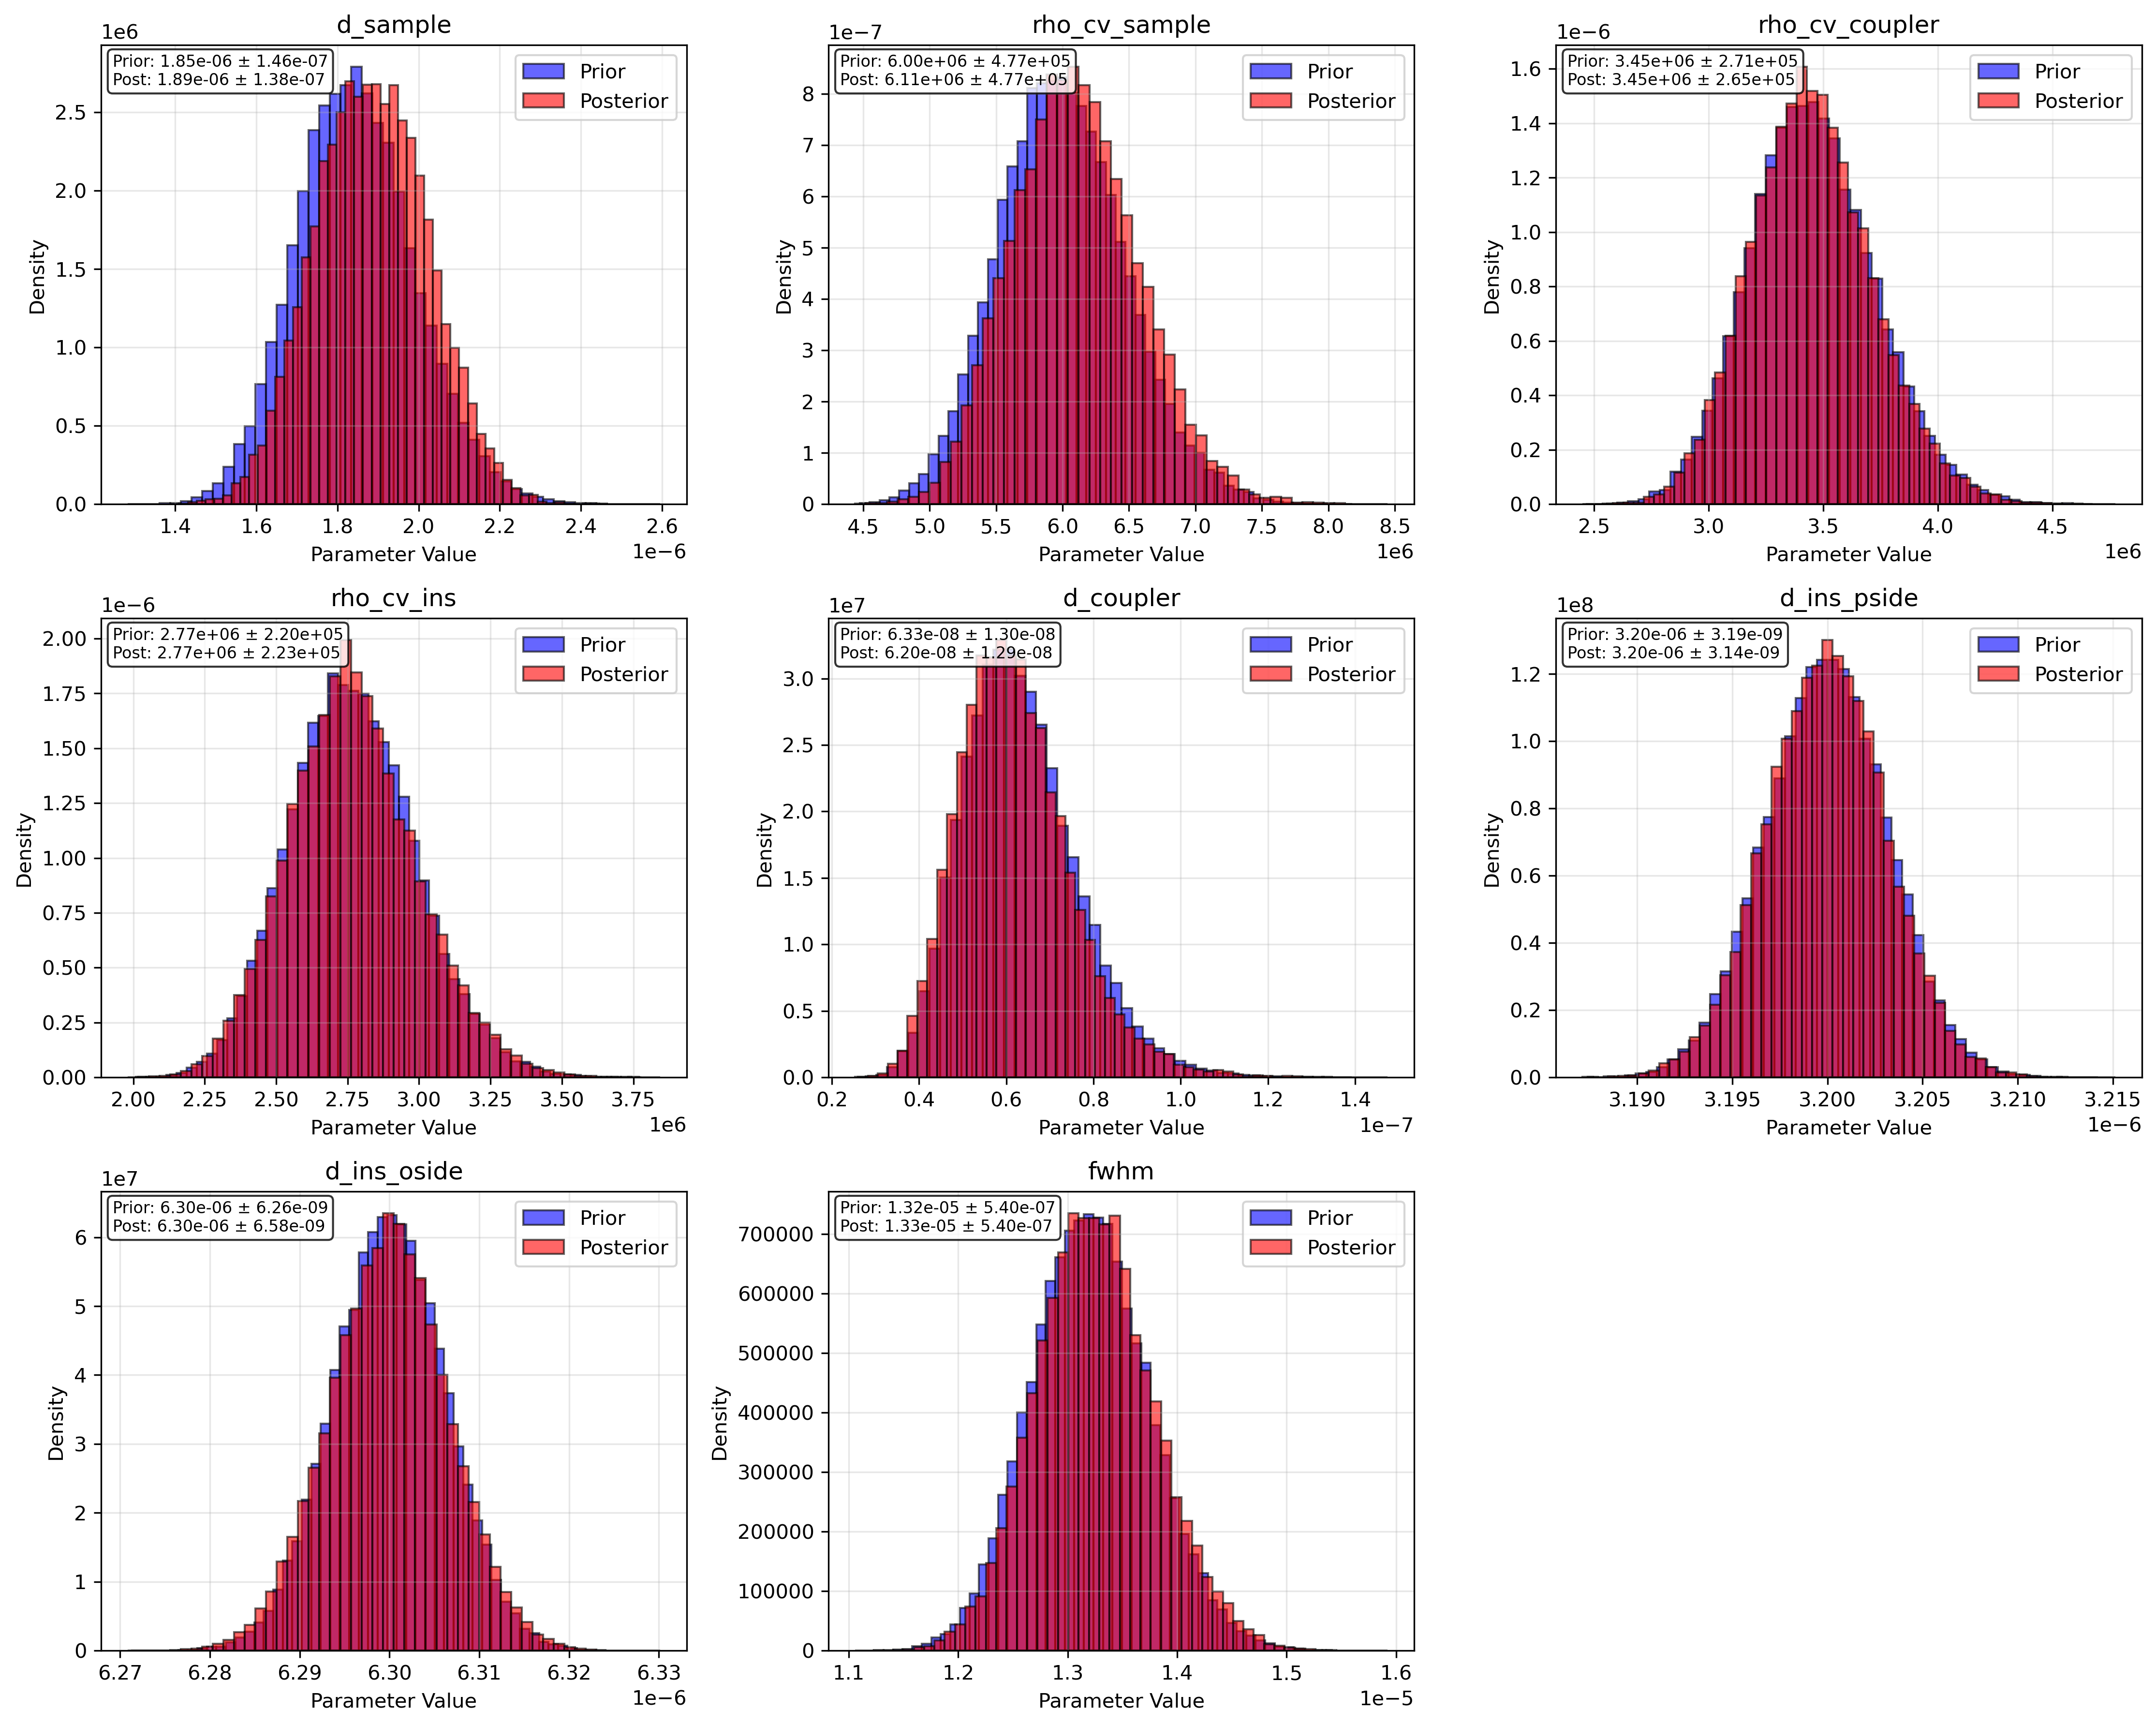 d_sample
1e6
Prior: 1.85e-06 ± 1.46e-07
Post: 1.89e-06 ± 1.38e-07
Prior
Posterior
Density
0.0
0.5
1.0
1.5
2.0
2.5
1.4
1.6
1.8
2.0
2.2
2.4
2.6
1e−6
Parameter Value
rho_cv_sample
1e−7
Prior: 6.00e+06 ± 4.77e+05
Post: 6.11e+06 ± 4.77e+05
Prior
Posterior
Density
0
1
2
3
4
5
6
7
8
4.5
5.0
5.5
6.0
6.5
7.0
7.5
8.0
8.5
1e6
Parameter Value
rho_cv_coupler
1e−6
Prior: 3.45e+06 ± 2.71e+05
Post: 3.45e+06 ± 2.65e+05
Prior
Posterior
Density
0.0
0.2
0.4
0.6
0.8
1.0
1.2
1.4
1.6
2.5
3.0
3.5
4.0
4.5
1e6
Parameter Value
rho_cv_ins
1e−6
Prior: 2.77e+06 ± 2.20e+05
Post: 2.77e+06 ± 2.23e+05
Prior
Posterior
Density
0.00
0.25
0.50
0.75
1.00
1.25
1.50
1.75
2.00
2.00
2.25
2.50
2.75
3.00
3.25
3.50
3.75
1e6
Parameter Value
d_coupler
1e7
Prior: 6.33e-08 ± 1.30e-08
Post: 6.20e-08 ± 1.29e-08
Prior
Posterior
Density
0.0
0.5
1.0
1.5
2.0
2.5
3.0
0.2
0.4
0.6
0.8
1.0
1.2
1.4
1e−7
Parameter Value
d_ins_pside
1e8
Prior: 3.20e-06 ± 3.19e-09
Post: 3.20e-06 ± 3.14e-09
Prior
Posterior
Density
0.0
0.2
0.4
0.6
0.8
1.0
1.2
3.190
3.195
3.200
3.205
3.210
3.215
1e−6
Parameter Value
d_ins_oside
1e7
Prior: 6.30e-06 ± 6.26e-09
Post: 6.30e-06 ± 6.58e-09
Prior
Posterior
Density
0
1
2
3
4
5
6
6.27
6.28
6.29
6.30
6.31
6.32
6.33
1e−6
Parameter Value
fwhm
Prior: 1.32e-05 ± 5.40e-07
Post: 1.33e-05 ± 5.40e-07
Prior
Posterior
Density
0
100000
200000
300000
400000
500000
600000
700000
1.1
1.2
1.3
1.4
1.5
1.6
1e−5
Parameter Value